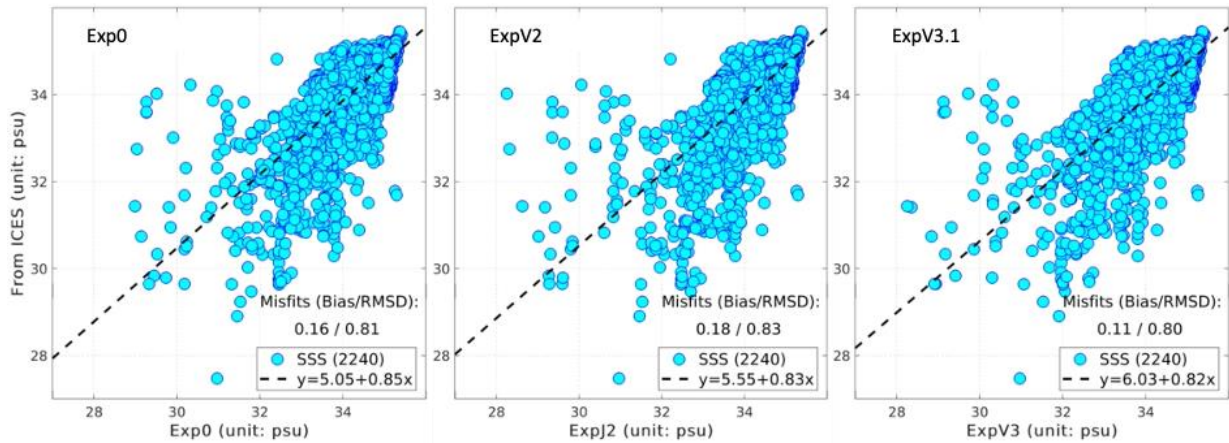 Exp0
From ICES (unit: psu)
34
32
30
28
Misfits (Bias/RMSD):
0.16 / 0.81
SSS (2240)
y=5.05+0.85x
28 30 32 34
Exp0 (unit: psu)
ExpV2
34
32
30
28
Misfits (Bias/RMSD):
0.18 / 0.83
SSS (2240)
y=5.55+0.83x
28 30 32 34
ExpJ2 (unit: psu)
ExpV3.1
34
32
30
28
Misfits (Bias/RMSD):
0.11 / 0.80
SSS (2240)
y=6.03+0.82x
28 30 32 34
ExpV3 (unit: psu)